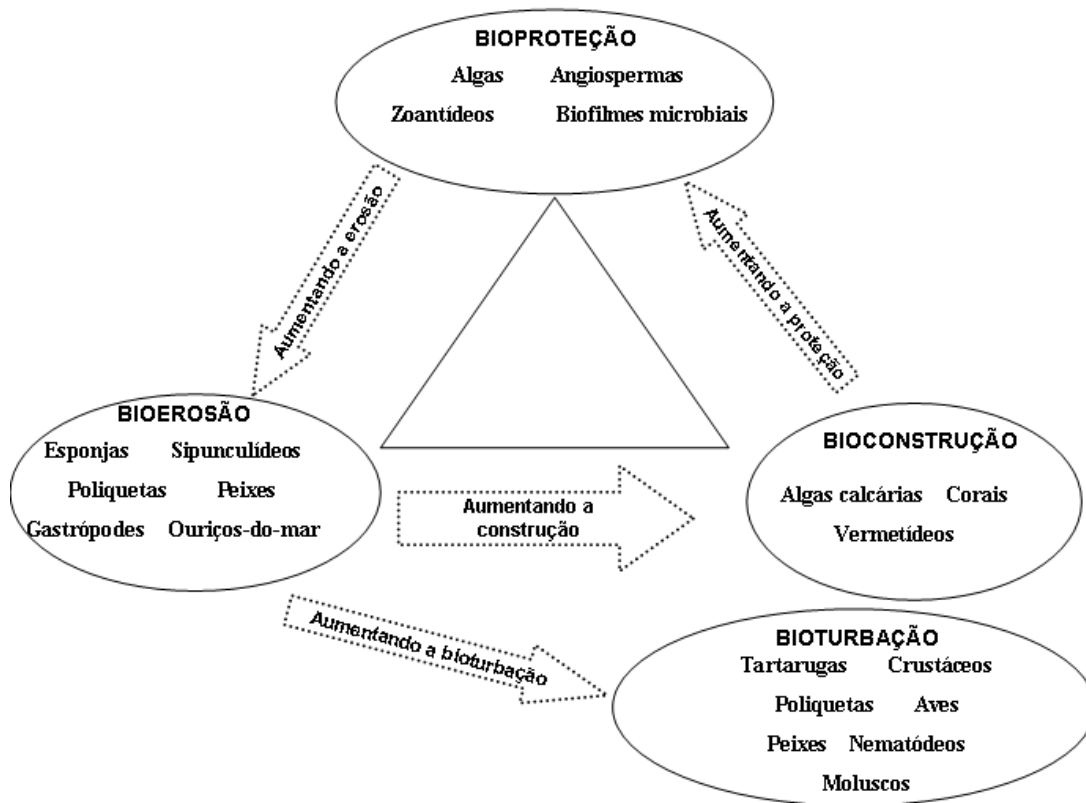 BIOPROTEÇÃO
Algas Angiospermas
Zoantídeos Biofilmes microbiais
Aumentando a erosão
Aumentando a proteção
BIOEROSÃO
Esponjas Sipunculídeos
Poliquetas Peixes
Gastrópodes Ouriços-do-mar
Aumentando a
construção
BIOCONSTRUÇÃO
Algas calcárias Corais
Vermetídeos
Aumentando a bioturbação
BIOTURBAÇÃO
Tartarugas Crustáceos
Poliquetas Aves
Peixes Nematódeos
Moluscos